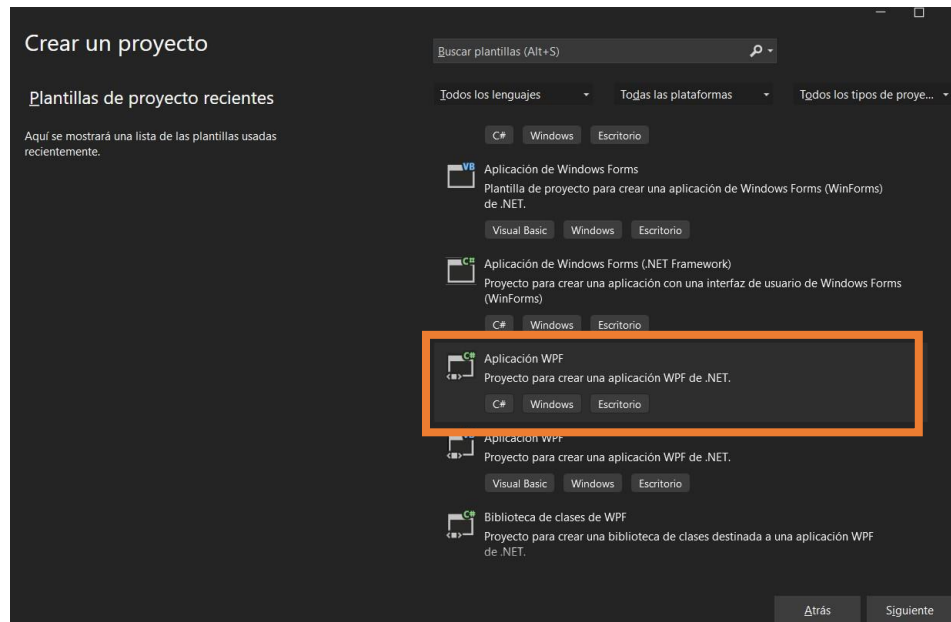 Crear un proyecto
Buscar plantillas (Alt+S)
Plantillas de proyecto recientes
Todos los lenguajes
Todas las plataformas
Todos los tipos de proye...
Aquí se mostrará una lista de las plantillas usadas
recientemente.
C# Windows Escritorio
VB
Aplicación de Windows Forms
Plantilla de proyecto para crear una aplicación de Windows Forms (WinForms)
de .NET.
Visual Basic Windows Escritorio
C#
Aplicación de Windows Forms (.NET Framework)
Proyecto para crear una aplicación con una interfaz de usuario de Windows Forms
(WinForms)
C# Windows Escritorio
C#
Aplicación WPF
Proyecto para crear una aplicación WPF de .NET.
C# Windows Escritorio
Aplicación WPF
Proyecto para crear una aplicación WPF de .NET.
Visual Basic Windows Escritorio
C#
Biblioteca de clases de WPF
Proyecto para crear una biblioteca de clases destinada a una aplicación WPF
de .NET.
Atrás Siguiente